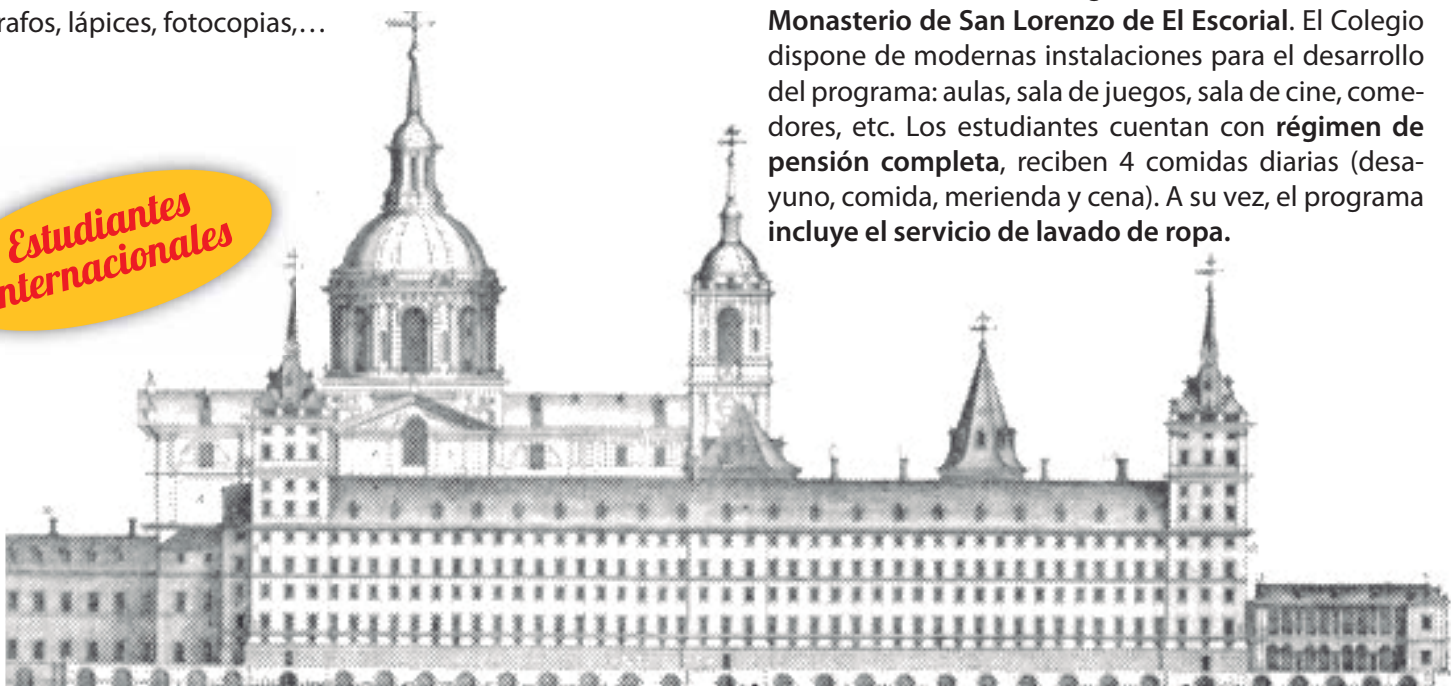 lápices, fotocopias,…
Estudiantes
Monasterio de San Lorenzo de El Escorial. El Colegio
dispone de modernas instalaciones para el desarrollo
del programa: aulas, sala de juegos, sala de cine, come-
dores, etc. Los estudiantes cuentan con régimen de
pensión completa, reciben 4 comidas diarias (desa-
yuno, comida, merienda y cena). A su vez, el programa
incluye el servicio de lavado de ropa.